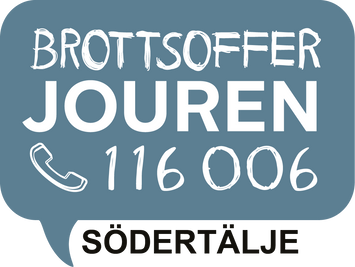 BROTTSOFFER
JOUREN
116 006
SÖDERTÄLJE